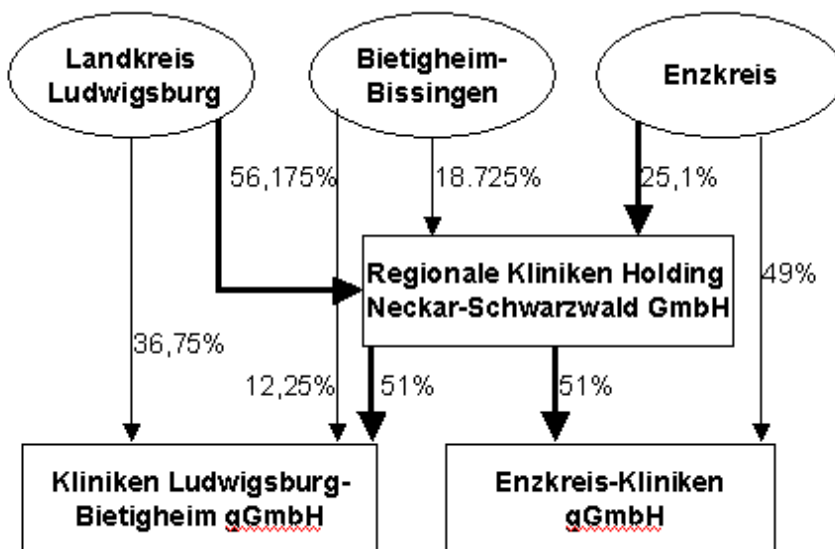 Landkreis
Ludwigsburg
Bietigheim-
Bissingen
Enzkreis
56,175%
18.725%
25,1%
Regionale Kliniken Holding
Neckar-Schwarzwald GmbH
49%
36,75%
12,25%
51%
51%
Kliniken Ludwigsburg-
Bietigheim gGmbH
Enzkreis-Kliniken
gGmbH